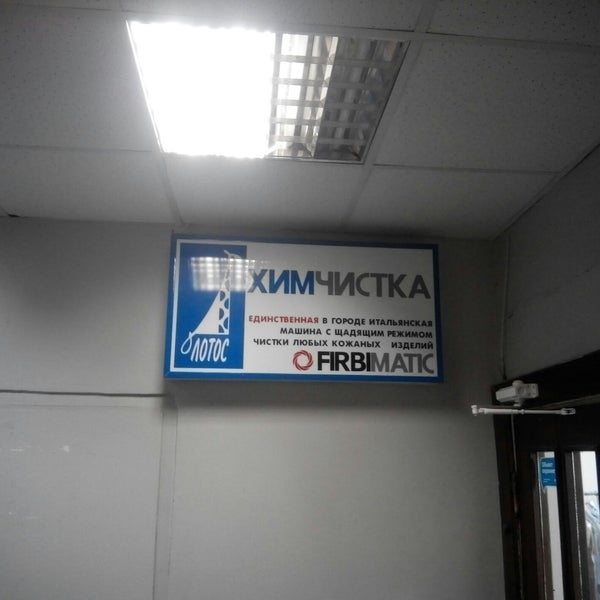 ХИМЧИСТКА
ЕДИНСТВЕННАЯ В ГОРОДЕ ИТАЛЬЯНСКАЯ
МАШИНА С ЩАДЯЩИМ РЕЖИМОМ
ЧИСТКИ ЛЮБЫХ КОЖАНЫХ ИЗДЕЛИЙ
FIRBIMATIC
ЛОТОС